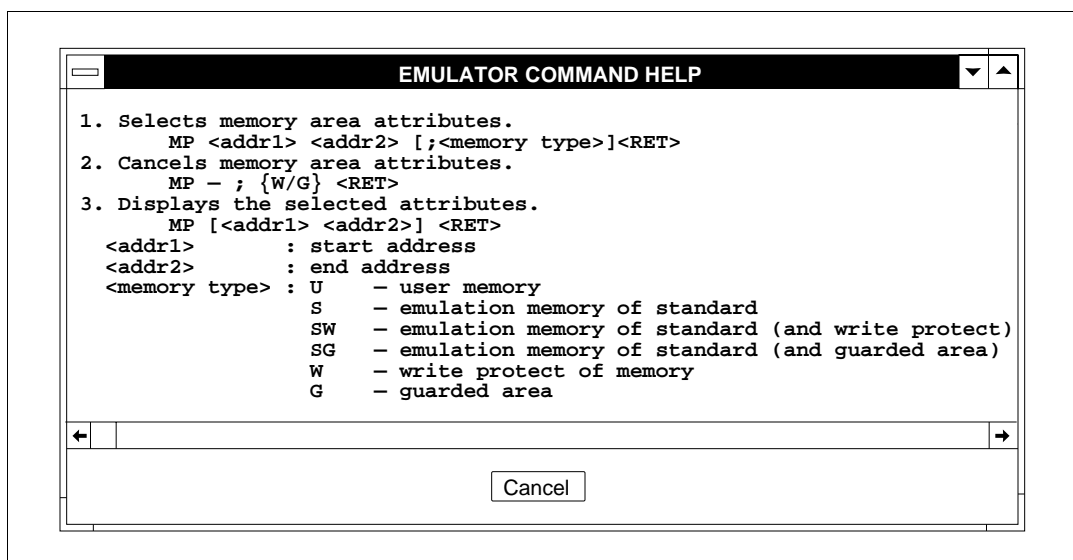 EMULATOR COMMAND HELP
1. Selects memory area attributes.
MP <addr1> <addr2> [;<memory type>]<RET>
2. Cancels memory area attributes.
MP – ; {W/G} <RET>
3. Displays the selected attributes.
MP [<addr1> <addr2>] <RET>
<addr1> : start address
<addr2> : end address
<memory type> : U – user memory
S – emulation memory of standard
SW – emulation memory of standard (and write protect)
SG – emulation memory of standard (and guarded area)
W – write protect of memory
G – guarded area
Cancel